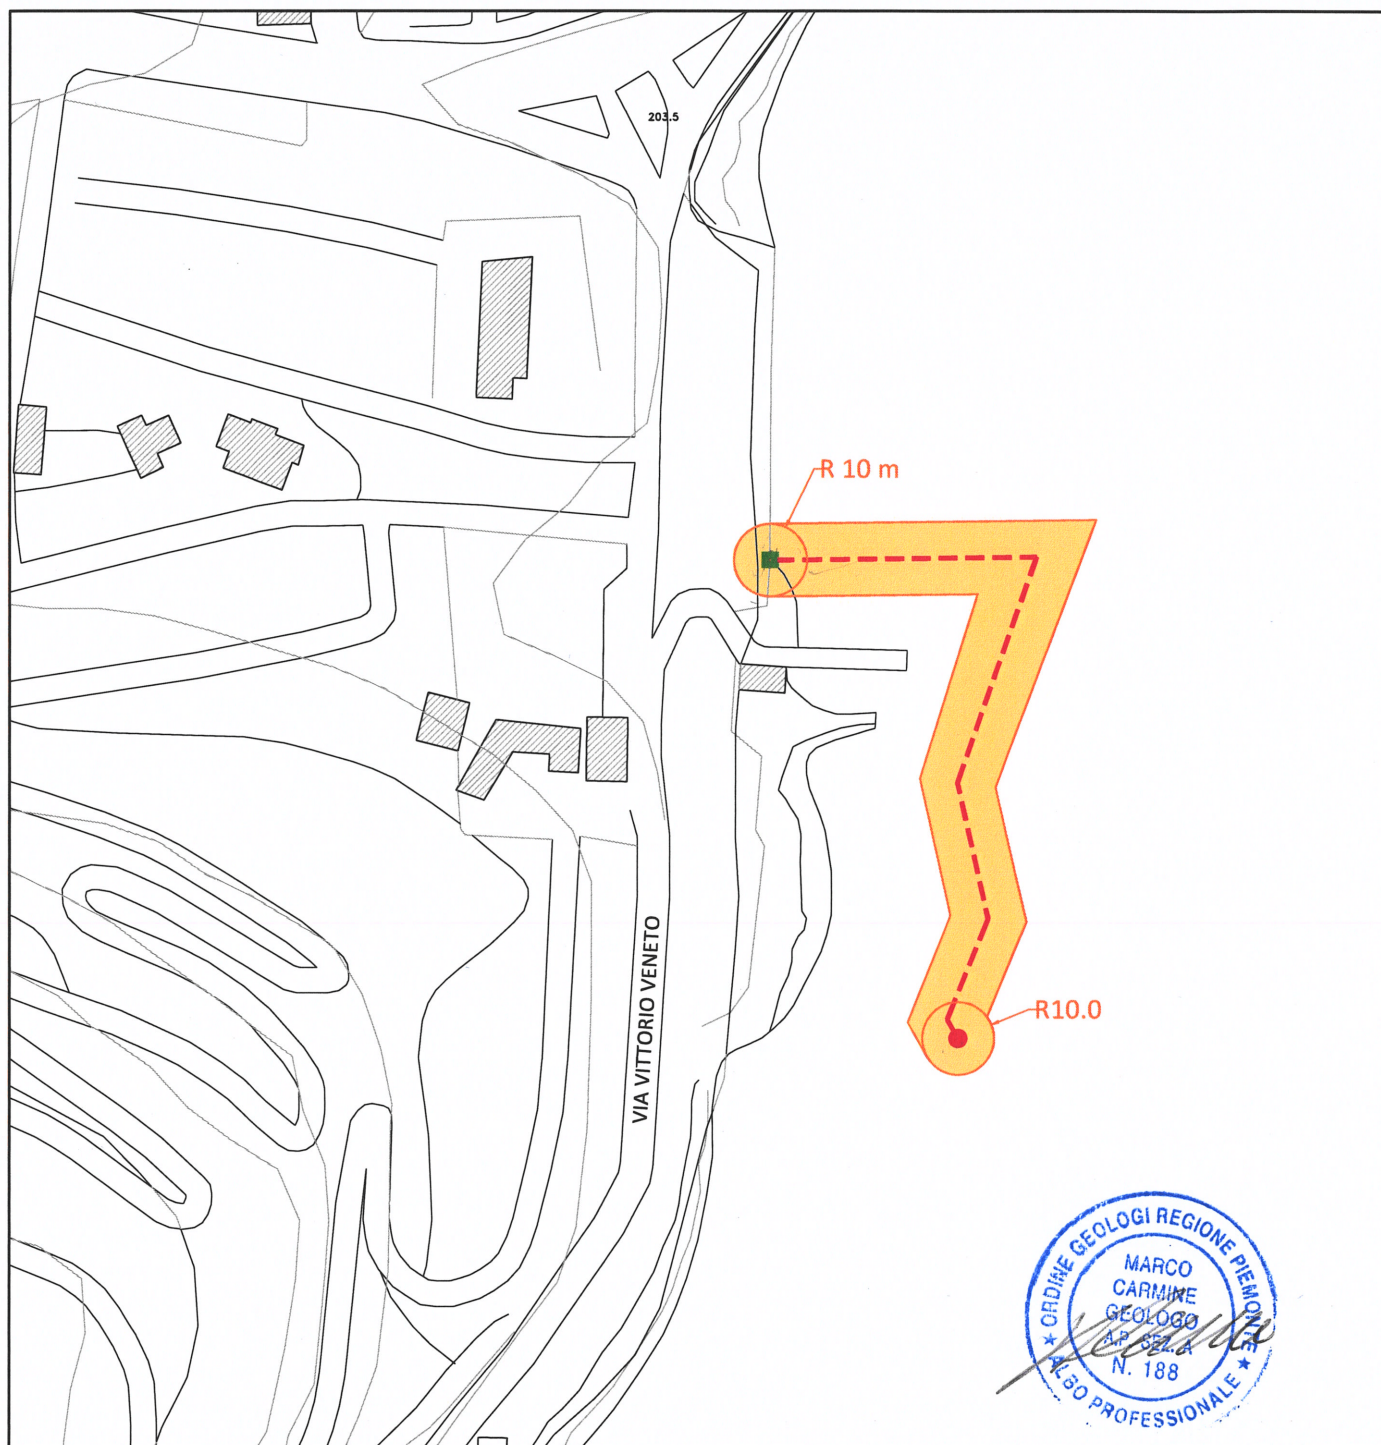 203.5
R 10 m
VIA VITTORIO VENETO
R10.0
ORDINE GEOLOGI REGIONE PIEMONTE
MARCO
CARMINE
GEOLOGO
A.P. SEZ. A
N. 188
★ ALBO PROFESSIONALE ★